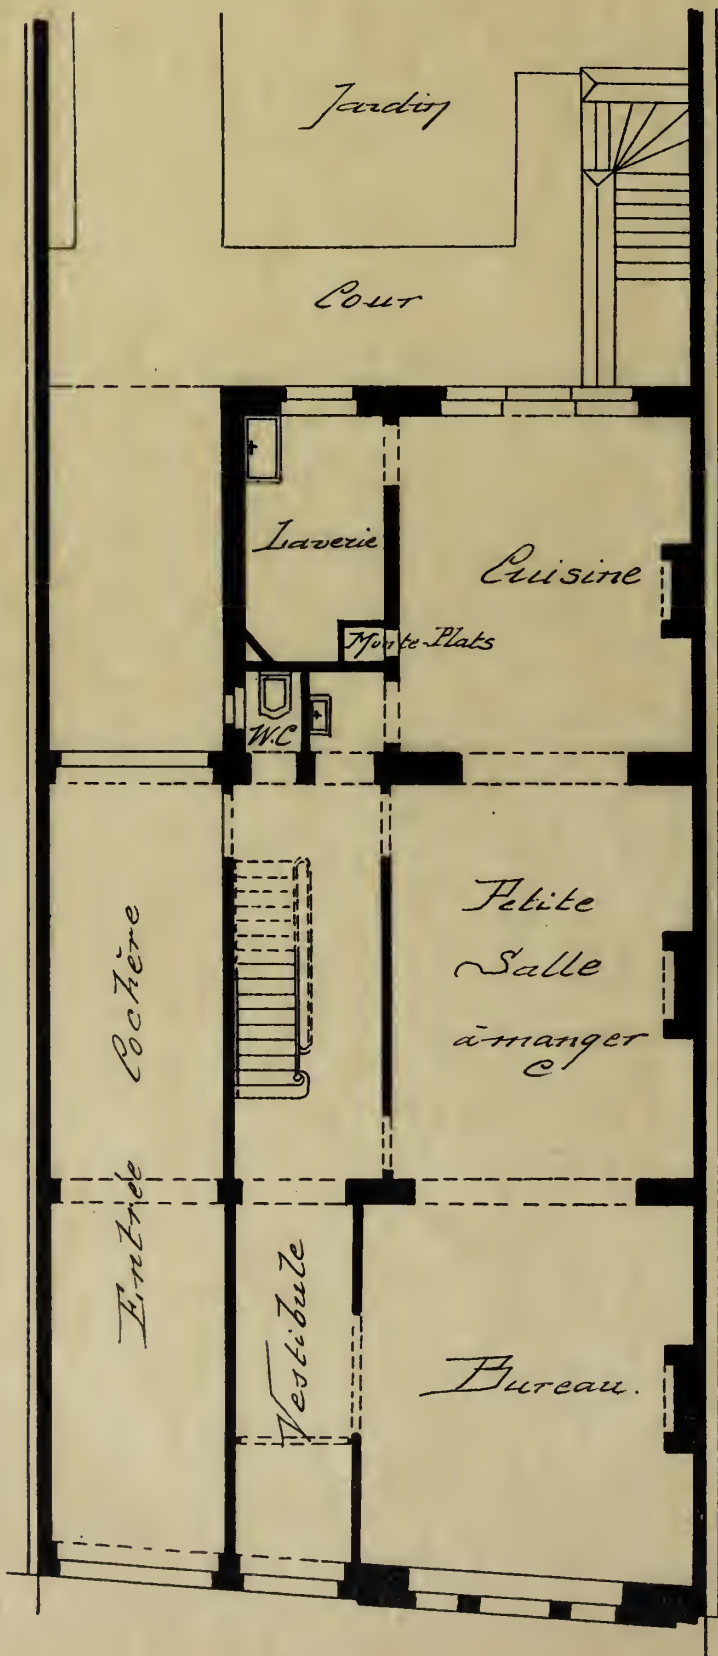 Jardin
Cour
Laverie
Cuisine
Monte-Plats
W.C
Petite
Salle
à manger
Entrée Cochère
Vestibule
Bureau.